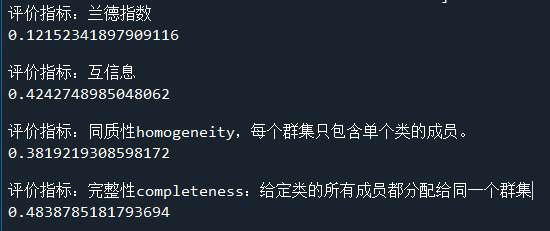 评价指标：兰德指数
0.12152341897909116
评价指标：互信息
0.4242748985048062
评价指标：同质性homogeneity，每个群集只包含单个类的成员。
0.3819219308598172
评价指标：完整性completeness：给定类的所有成员都分配给同一个群集
0.4838785181793694